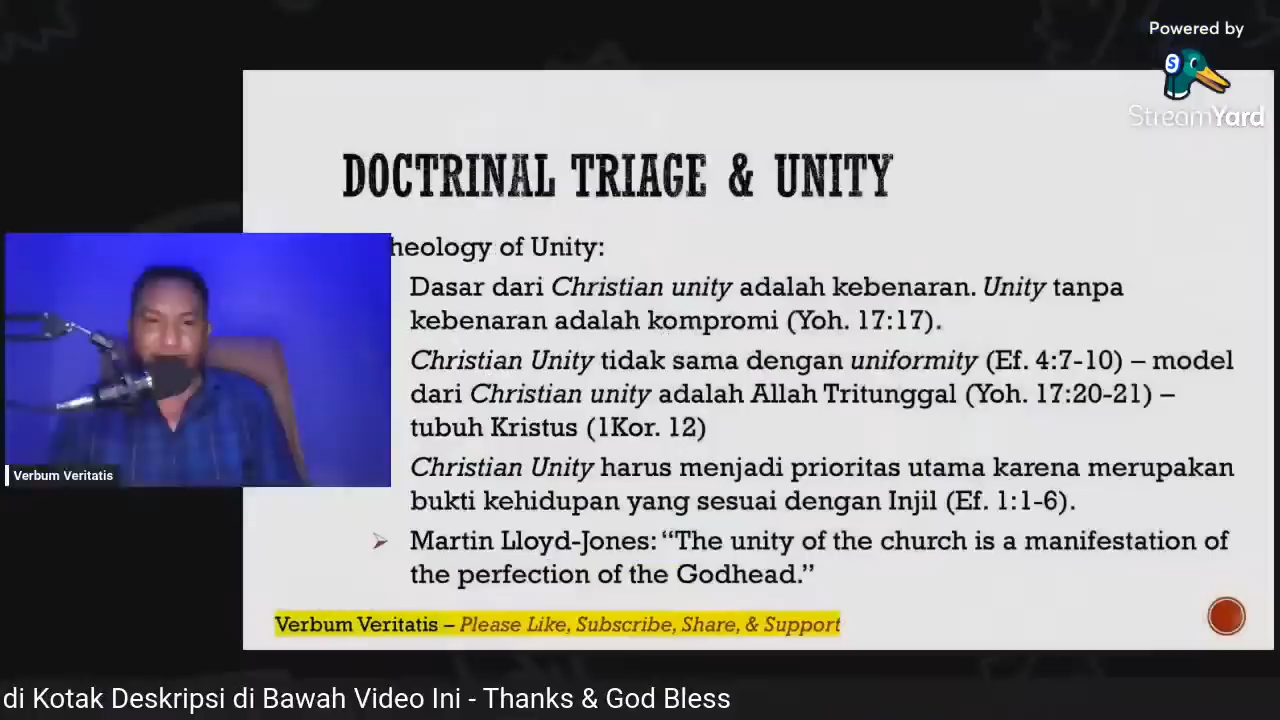 Powered by
StreamYard
DOCTRINAL TRIAGE & UNITY
heology of Unity:
Dasar dari Christian unity adalah kebenaran. Unity tanpa
kebenaran adalah kompromi (Yoh. 17:17).
Christian Unity tidak sama dengan uniformity (Ef. 4:7-10) – model
dari Christian unity adalah Allah Tritunggal (Yoh. 17:20-21) –
tubuh Kristus (1Kor. 12)
Christian Unity harus menjadi prioritas utama karena merupakan
bukti kehidupan yang sesuai dengan Injil (Ef. 1:1-6).
Martin Lloyd-Jones: “The unity of the church is a manifestation of
the perfection of the Godhead.”
Verbum Veritatis
Verbum Veritatis – Please Like, Subscribe, Share, & Support
di Kotak Deskripsi di Bawah Video Ini - Thanks & God Bless